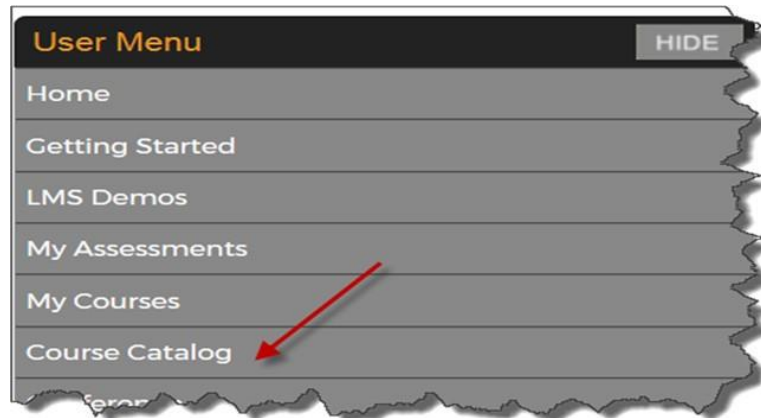 User Menu
HIDE
Home
Getting Started
LMS Demos
My Assessments
My Courses
Course Catalog